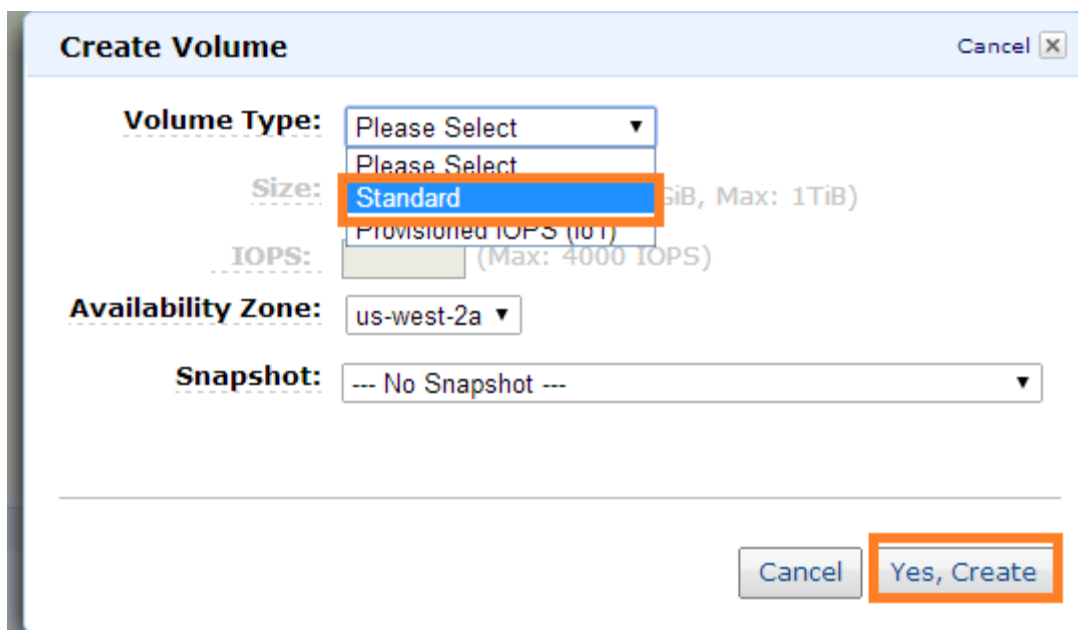 Create Volume Cancel
Volume Type: Please Select
Please Select
Size: Standard GiB, Max: 1TiB)
Provisioned IOPS (io1)
IOPS: (Max: 4000 IOPS)
Availability Zone: us-west-2a
Snapshot: --- No Snapshot ---
Cancel Yes, Create